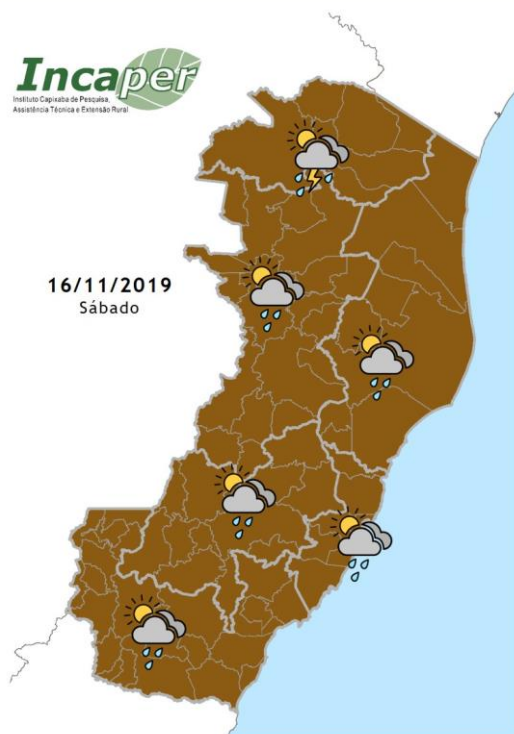 Incaper
Instituto Capixaba de Pesquisa,
Assistência Técnica e Extensão Rural
16/11/2019
Sábado